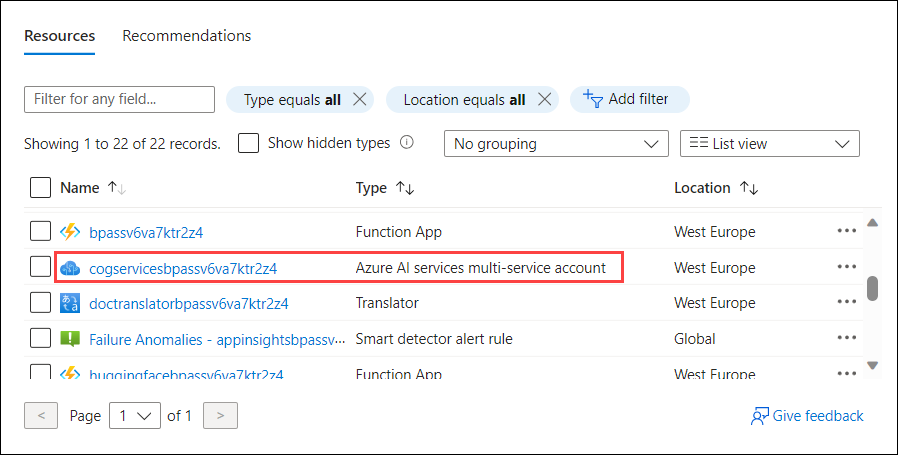 Resources Recommendations
Filter for any field... Type equals all Location equals all Add filter
Showing 1 to 22 of 22 records. Show hidden types No grouping List view
Name Type Location
bpassv6va7ktr2z4 Function App West Europe
cogservicesbpassv6va7ktr2z4 Azure AI services multi-service account West Europe
doctranslatorbpassv6va7ktr2z4 Translator West Europe
Failure Anomalies - appinsightsbpassv... Smart detector alert rule Global
huggingfacebpassv6va7ktr2z4 Function App West Europe
< Page 1 of 1 > Give feedback